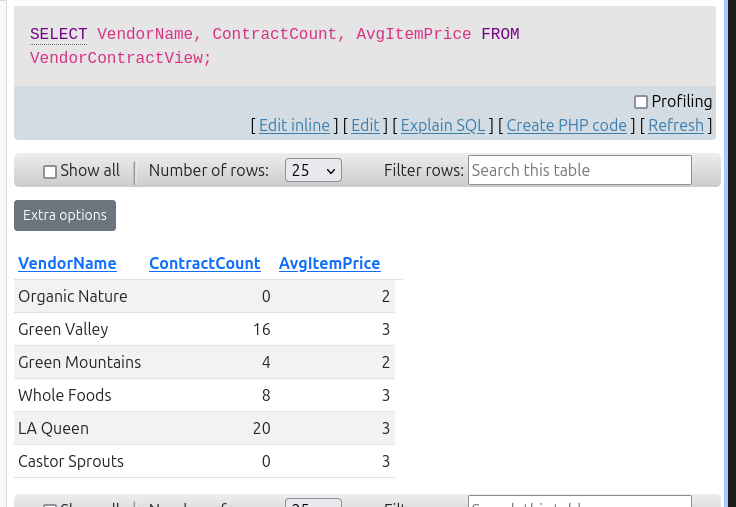 SELECT VendorName, ContractCount, AvgItemPrice FROM
VendorContractView;
Profiling
[ Edit inline ] [ Edit ] [ Explain SQL ] [ Create PHP code ] [ Refresh ]
Show all Number of rows: 25 Filter rows: Search this table
Extra options
VendorName ContractCount AvgItemPrice
Organic Nature 0 2
Green Valley 16 3
Green Mountains 4 2
Whole Foods 8 3
LA Queen 20 3
Castor Sprouts 0 3